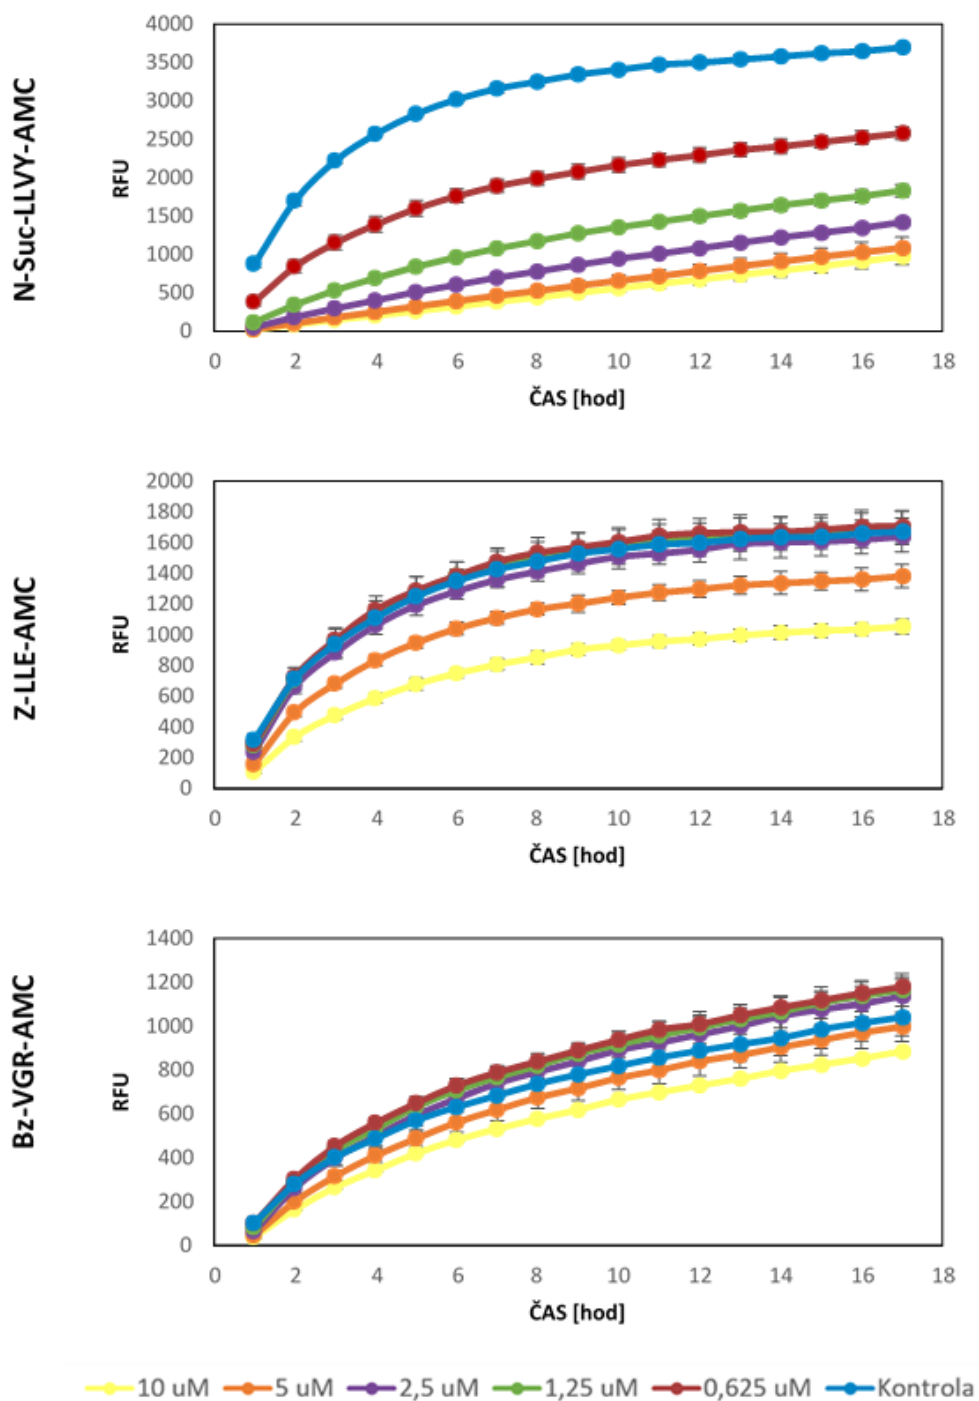 N-Suc-LLVY-AMC
RFU
4000
3500
3000
2500
2000
1500
1000
500
0
0 2 4 6 8 10 12 14 16 18
ČAS [hod]
Z-LLE-AMC
RFU
2000
1800
1600
1400
1200
1000
800
600
400
200
0
0 2 4 6 8 10 12 14 16 18
ČAS [hod]
Bz-VGR-AMC
RFU
1400
1200
1000
800
600
400
200
0
0 2 4 6 8 10 12 14 16 18
ČAS [hod]
10 uM 5 uM 2,5 uM 1,25 uM 0,625 uM Kontrola